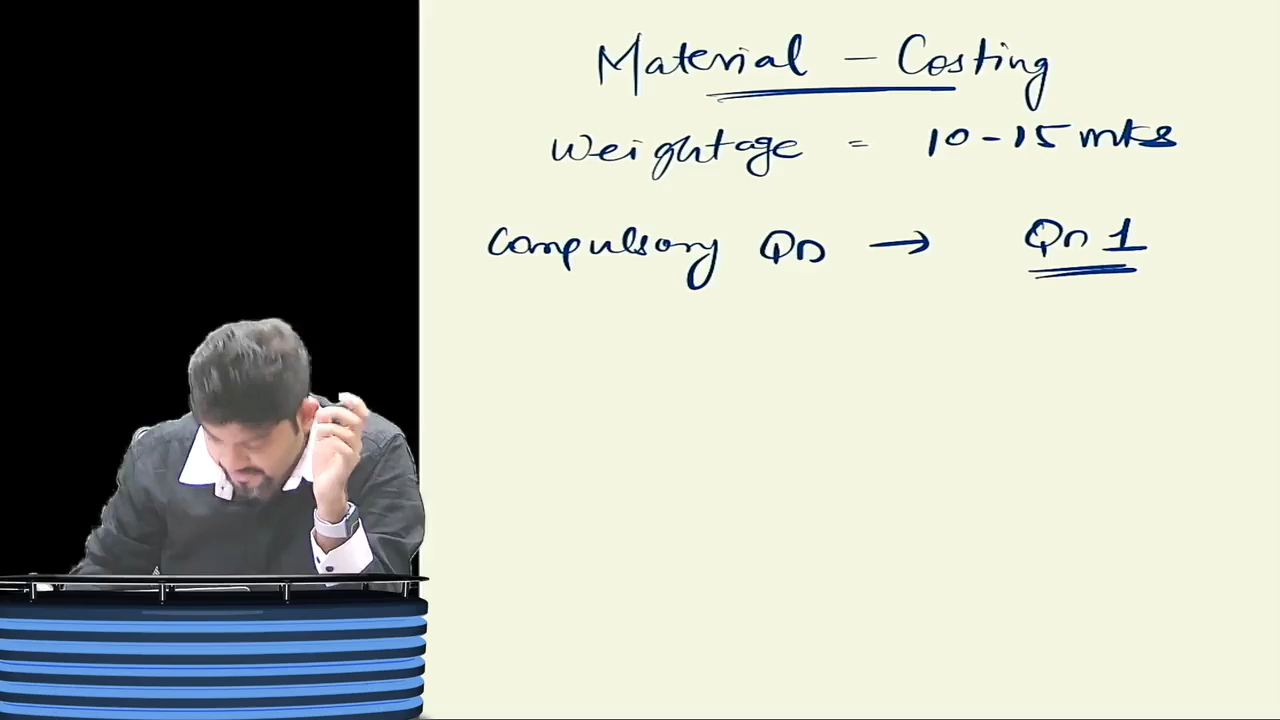 Material - Costing
Weightage = 10-15 mks
Compulsory Qn → Qn 1